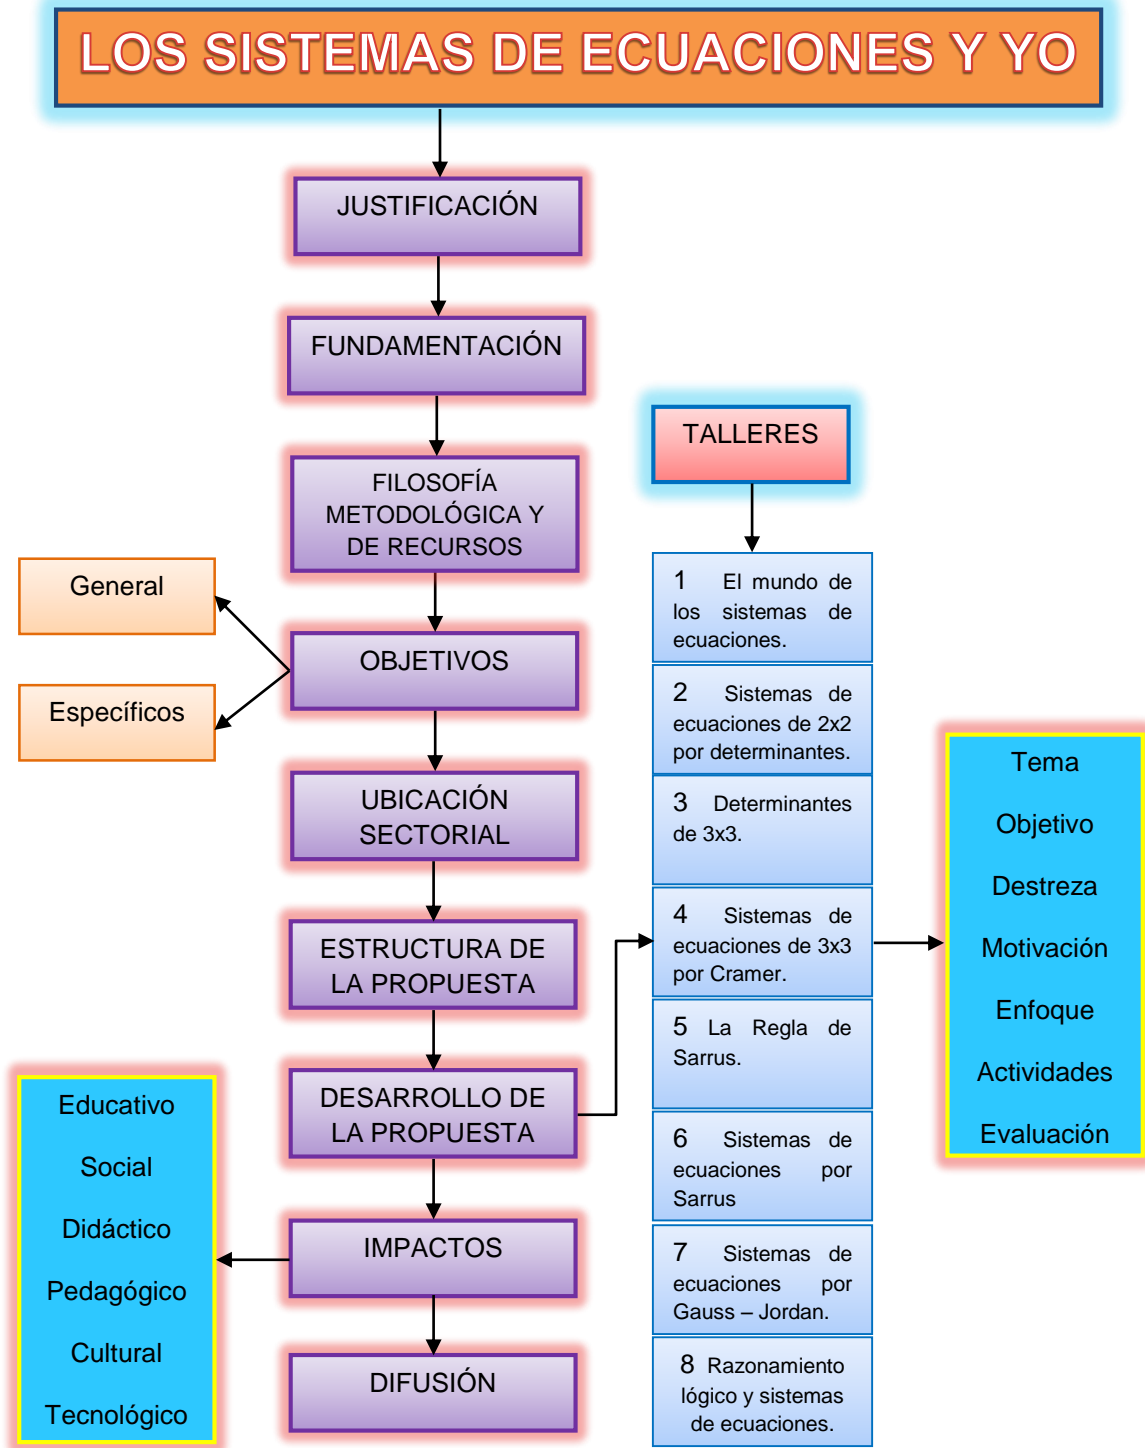 LOS SISTEMAS DE ECUACIONES Y YO
JUSTIFICACIÓN
FUNDAMENTACIÓN
FILOSOFÍA
METODOLÓGICA Y
DE RECURSOS
General
Específicos
OBJETIVOS
UBICACIÓN
SECTORIAL
ESTRUCTURA DE
LA PROPUESTA
DESARROLLO DE
LA PROPUESTA
IMPACTOS
DIFUSIÓN
Educativo
Social
Didáctico
Pedagógico
Cultural
Tecnológico
TALLERES
1 El mundo de
los sistemas de
ecuaciones.
2 Sistemas de
ecuaciones de 2x2
por determinantes.
3 Determinantes
de 3x3.
4 Sistemas de
ecuaciones de 3x3
por Cramer.
5 La Regla de
Sarrus.
6 Sistemas de
ecuaciones por
Sarrus
7 Sistemas de
ecuaciones por
Gauss – Jordan.
8 Razonamiento
lógico y sistemas
de ecuaciones.
Tema
Objetivo
Destreza
Motivación
Enfoque
Actividades
Evaluación